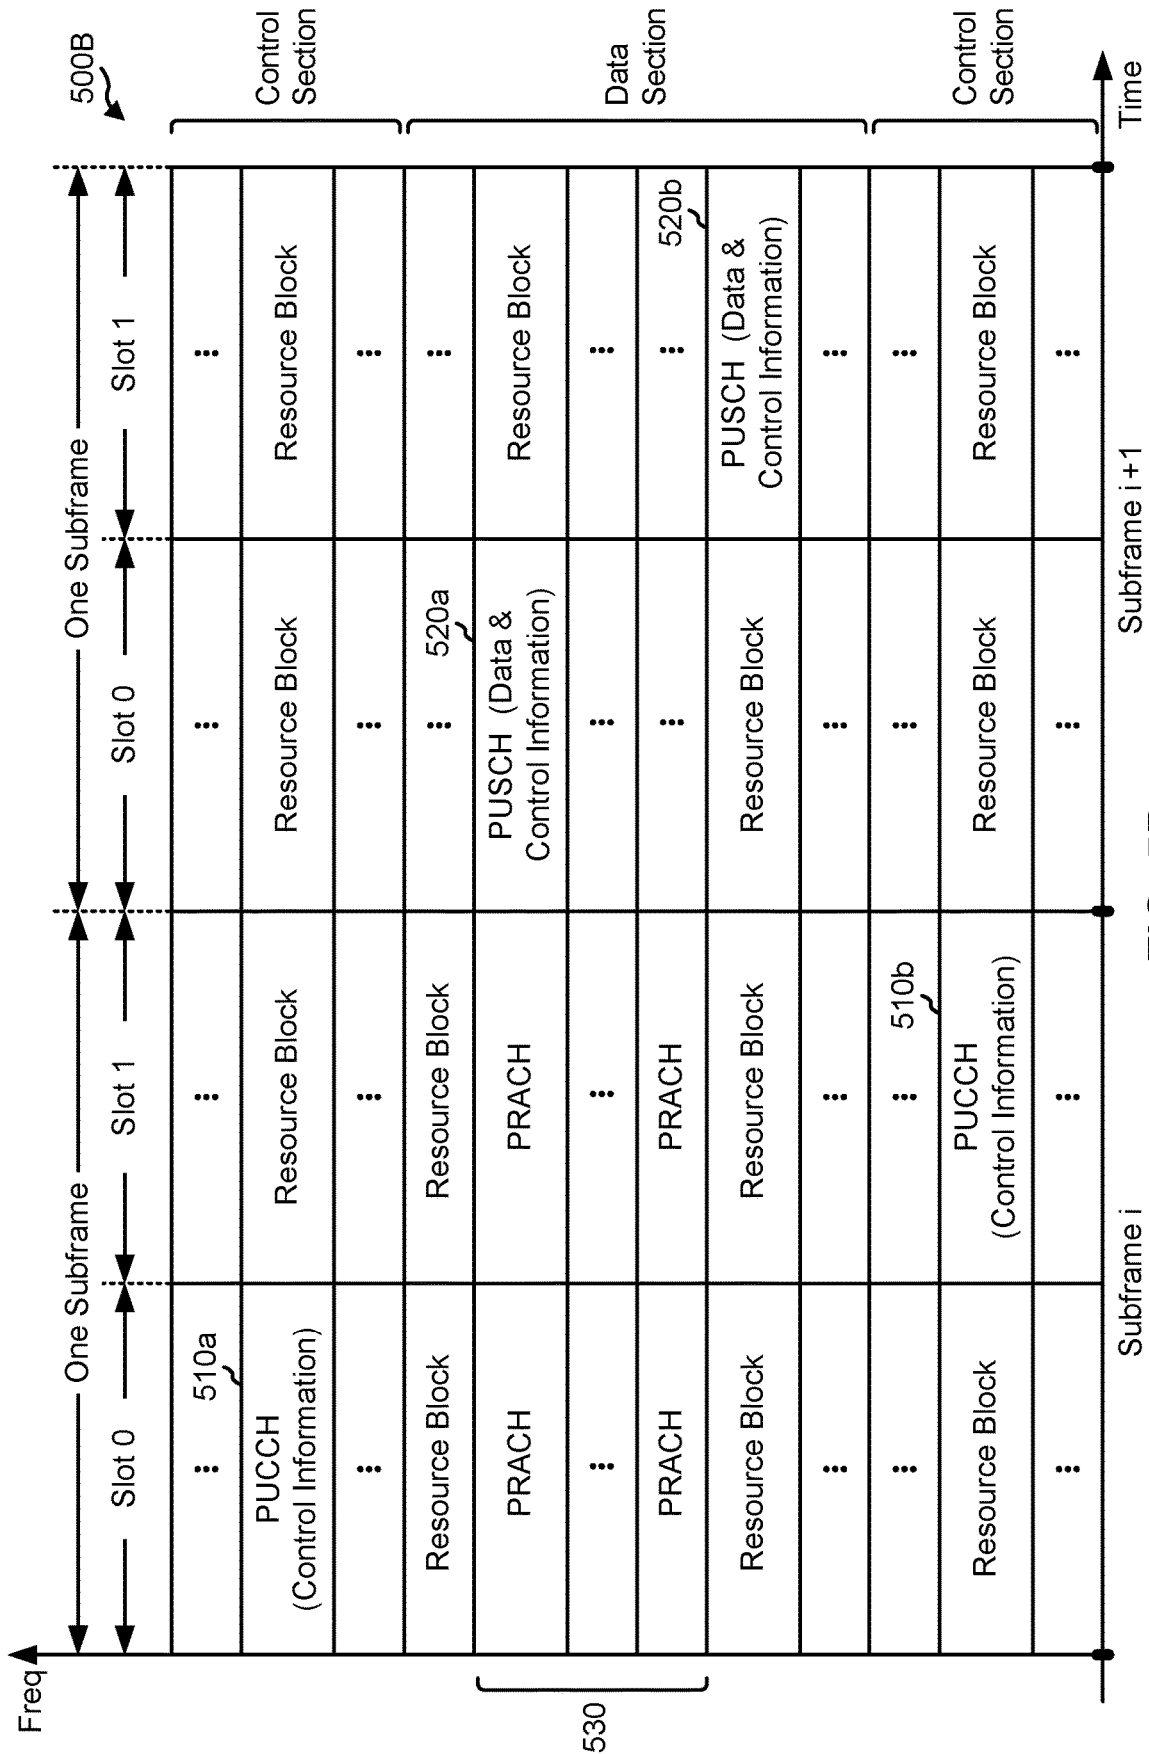 500B
Freq
One Subframe
One Subframe
Slot 0
Slot 1
Slot 0
Slot 1
...
510a
...
...
...
PUCCH
(Control Information)
Resource Block
Resource Block
Resource Block
Control
Section
...
...
...
...
Resource Block
Resource Block
...
520a
...
PRACH
PRACH
PUSCH (Data &
Control Information)
Resource Block
530
...
...
...
...
Data
Section
PRACH
PRACH
...
...
520b
Resource Block
Resource Block
Resource Block
PUSCH (Data &
Control Information)
...
...
...
...
...
...
510b
...
...
Resource Block
PUCCH
(Control Information)
Resource Block
Resource Block
Control
Section
...
...
...
...
Subframe i
Subframe i +1
Time